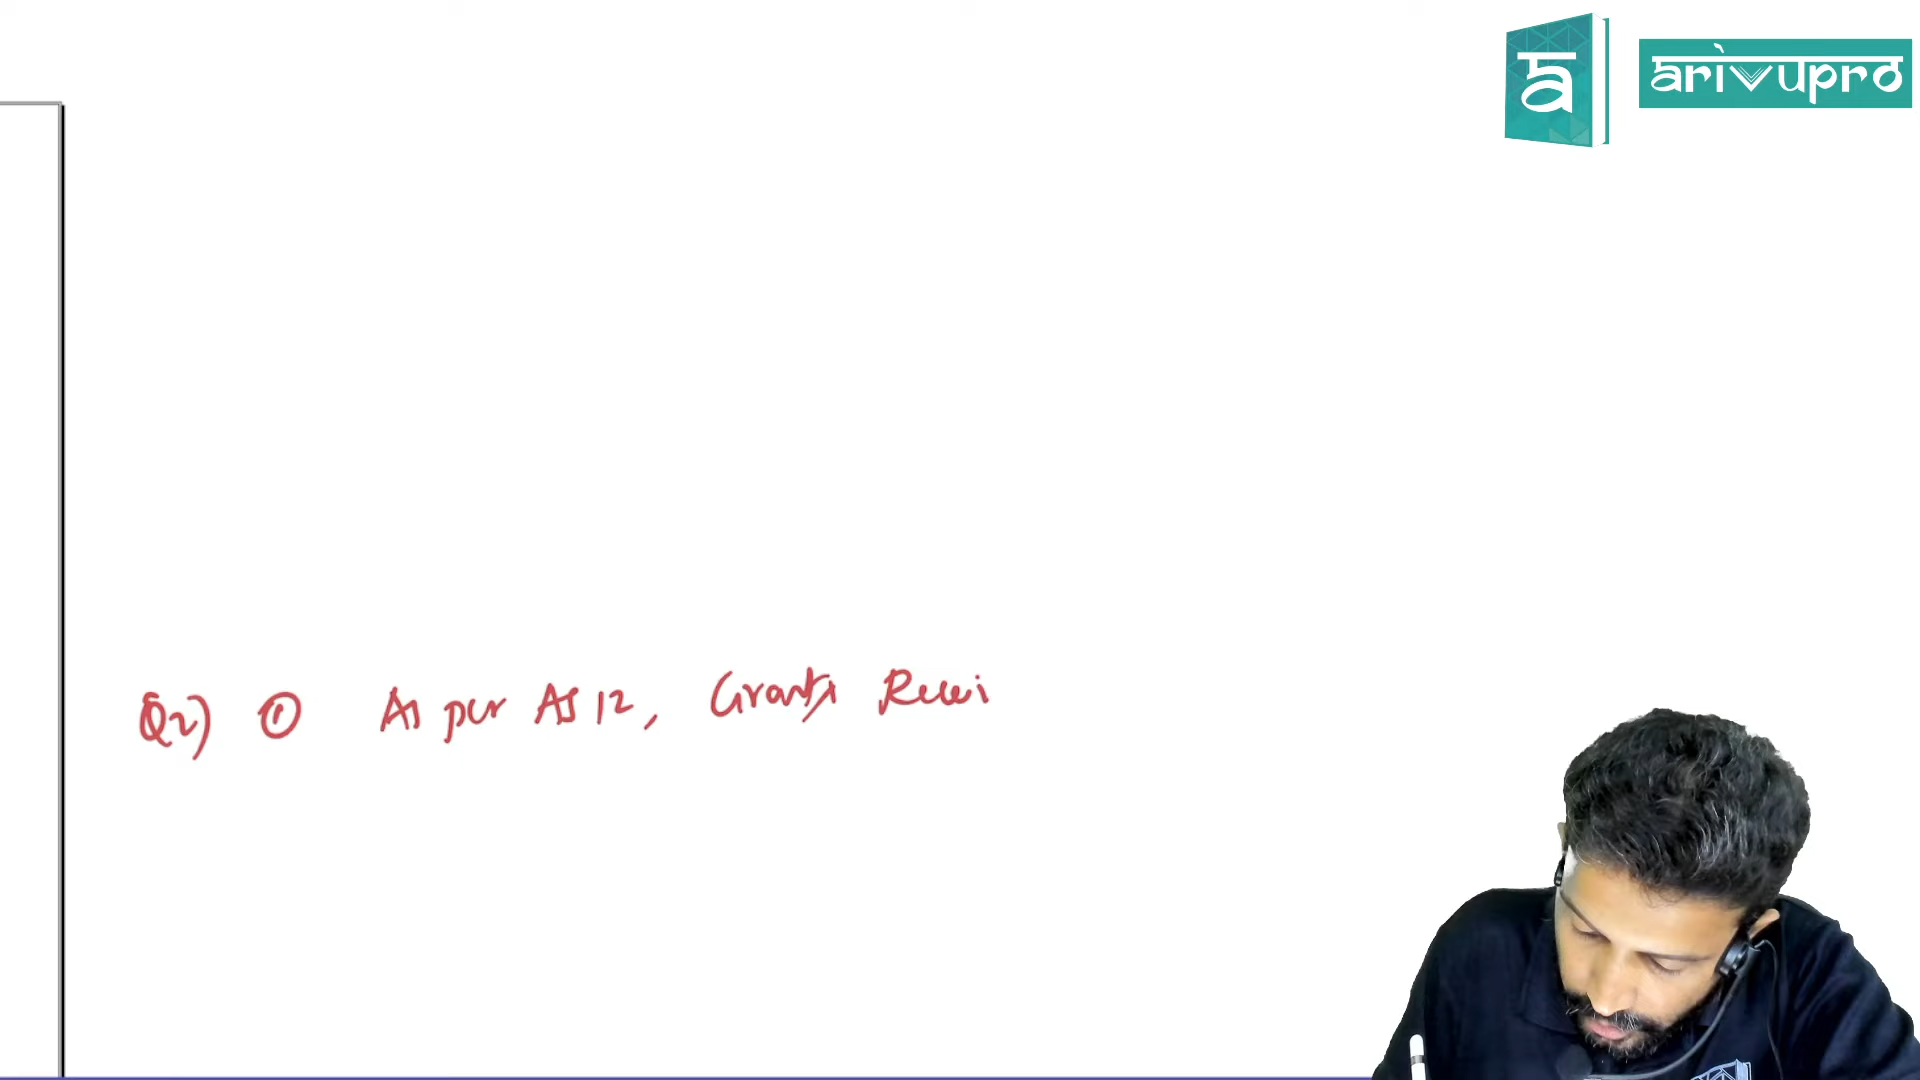 a
arivupro
Q2) ① As per AS 12, Grants Recei